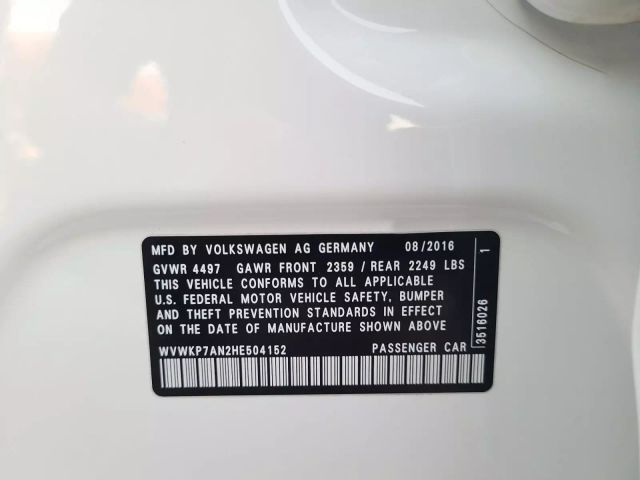 MFD BY VOLKSWAGEN AG GERMANY 08/2016
GVWR 4497 GAWR FRONT 2359 / REAR 2249 LBS
THIS VEHICLE CONFORMS TO ALL APPLICABLE
U.S. FEDERAL MOTOR VEHICLE SAFETY, BUMPER
AND THEFT PREVENTION STANDARDS IN EFFECT
ON THE DATE OF MANUFACTURE SHOWN ABOVE
WVWKP7AN2HE504152 PASSENGER CAR
3516026 1